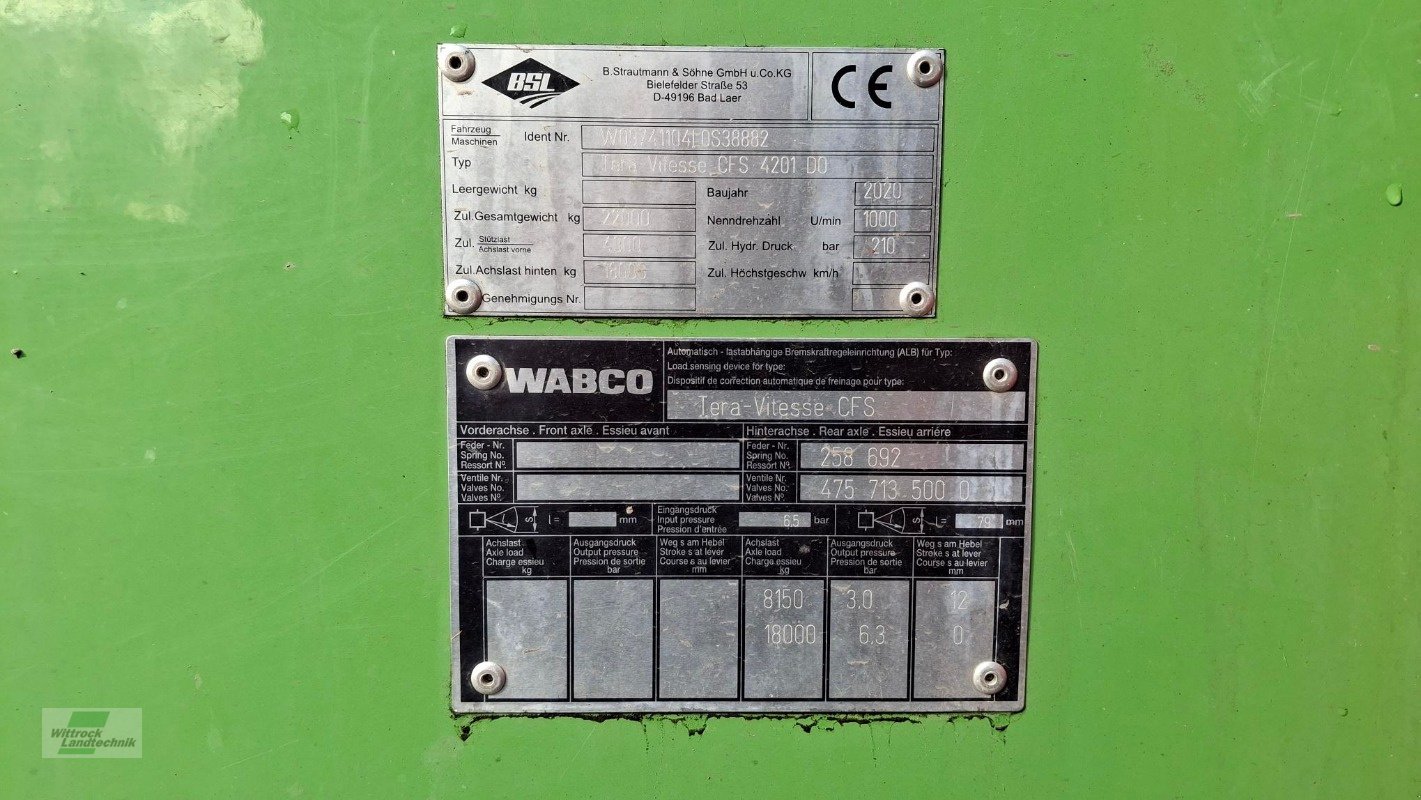 BSL
B.Strautmann & Söhne GmbH u.Co.KG
Bielefelder Straße 53
D-49196 Bad Laer
CE
Fahrzeug
Maschinen
Ident Nr.
Typ Tera-Vitesse CFS 4201 DO
Leergewicht kg
Baujahr 2020
Zul.Gesamtgewicht kg 22000
Nenndrehzahl U/min 1000
Zul. Stützlast
Achslast vorne
4000
Zul. Hydr. Druck bar 210
Zul.Achslast hinten kg 18000
Zul. Höchstgeschw km/h
Genehmigungs Nr.
WABCO
Automatisch - lastabhängige Bremskraftregeleinrichtung (ALB) für Typ:
Load sensing device for type:
Dispositif de correction automatique de freinage pour type:
Tera-Vitesse CFS
Vorderachse . Front axle . Essieu avant
Hinterachse . Rear axle . Essieu arrière
Feder - Nr.
Spring No.
Ressort Nº.
Feder - Nr.
Spring No.
Ressort Nº.
258 692
Ventile Nr.
Valves No.
Valves Nº.
Ventile Nr.
Valves No.
Valves Nº.
475 713 500 0
S l = mm
Eingangsdruck
Input pressure
Pression d'entrée
6,5 bar
S L= 79 mm
Achslast
Axle load
Charge essieu
kg
Ausgangsdruck
Output pressure
Pression de sortie
bar
Weg s am Hebel
Stroke s at lever
Course s au levier
mm
Achslast
Axle load
Charge essieu
kg
Ausgangsdruck
Output pressure
Pression de sortie
bar
Weg s am Hebel
Stroke s at lever
Course s au levier
mm
8150 3.0 12
18000 6.3 0
Wittrock
Landtechnik